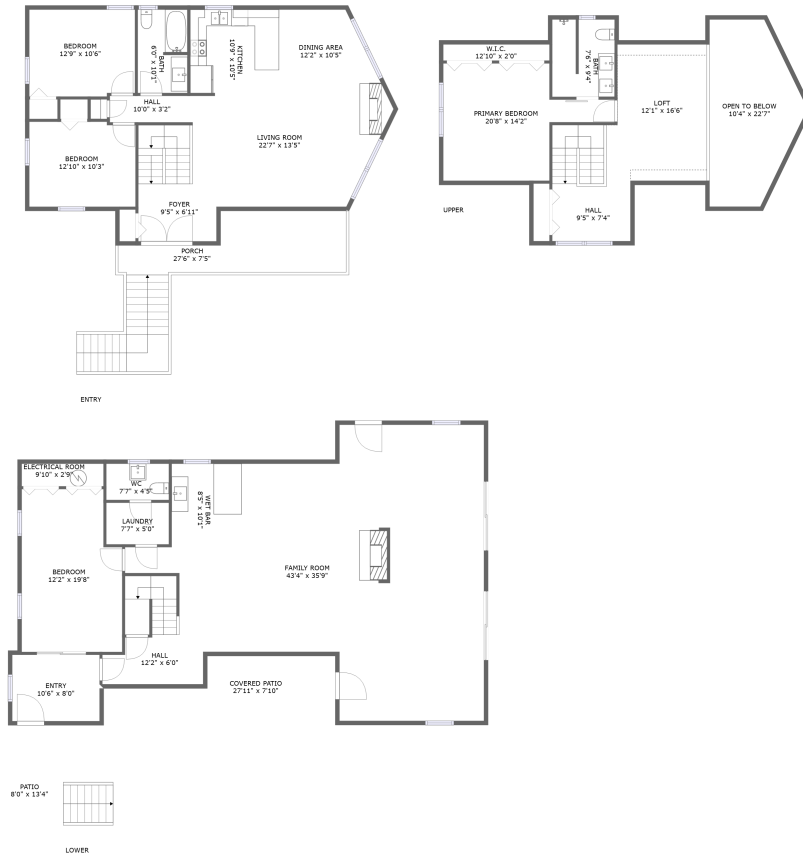 BEDROOM
12'9" x 10'6"
BATH
6'0" x 10'1"
KITCHEN
10'9" x 10'5"
DINING AREA
12'2" x 10'5"
HALL
10'0" x 3'2"
LIVING ROOM
22'7" x 13'5"
BEDROOM
12'10" x 10'3"
FOYER
9'5" x 6'11"
PORCH
27'6" x 7'5"
ENTRY
W.I.C.
12'10" x 2'0"
BATH
7'6" x 9'4"
PRIMARY BEDROOM
20'8" x 14'2"
LOFT
12'1" x 16'6"
OPEN TO BELOW
10'4" x 22'7"
HALL
9'5" x 7'4"
UPPER
ELECTRICAL ROOM
9'10" x 2'9"
WC
7'7" x 4'5"
WET BAR
8'5" x 10'1"
LAUNDRY
7'7" x 5'0"
BEDROOM
12'2" x 19'8"
FAMILY ROOM
43'4" x 35'9"
HALL
12'2" x 6'0"
ENTRY
10'6" x 8'0"
COVERED PATIO
27'11" x 7'10"
PATIO
8'0" x 13'4"
LOWER